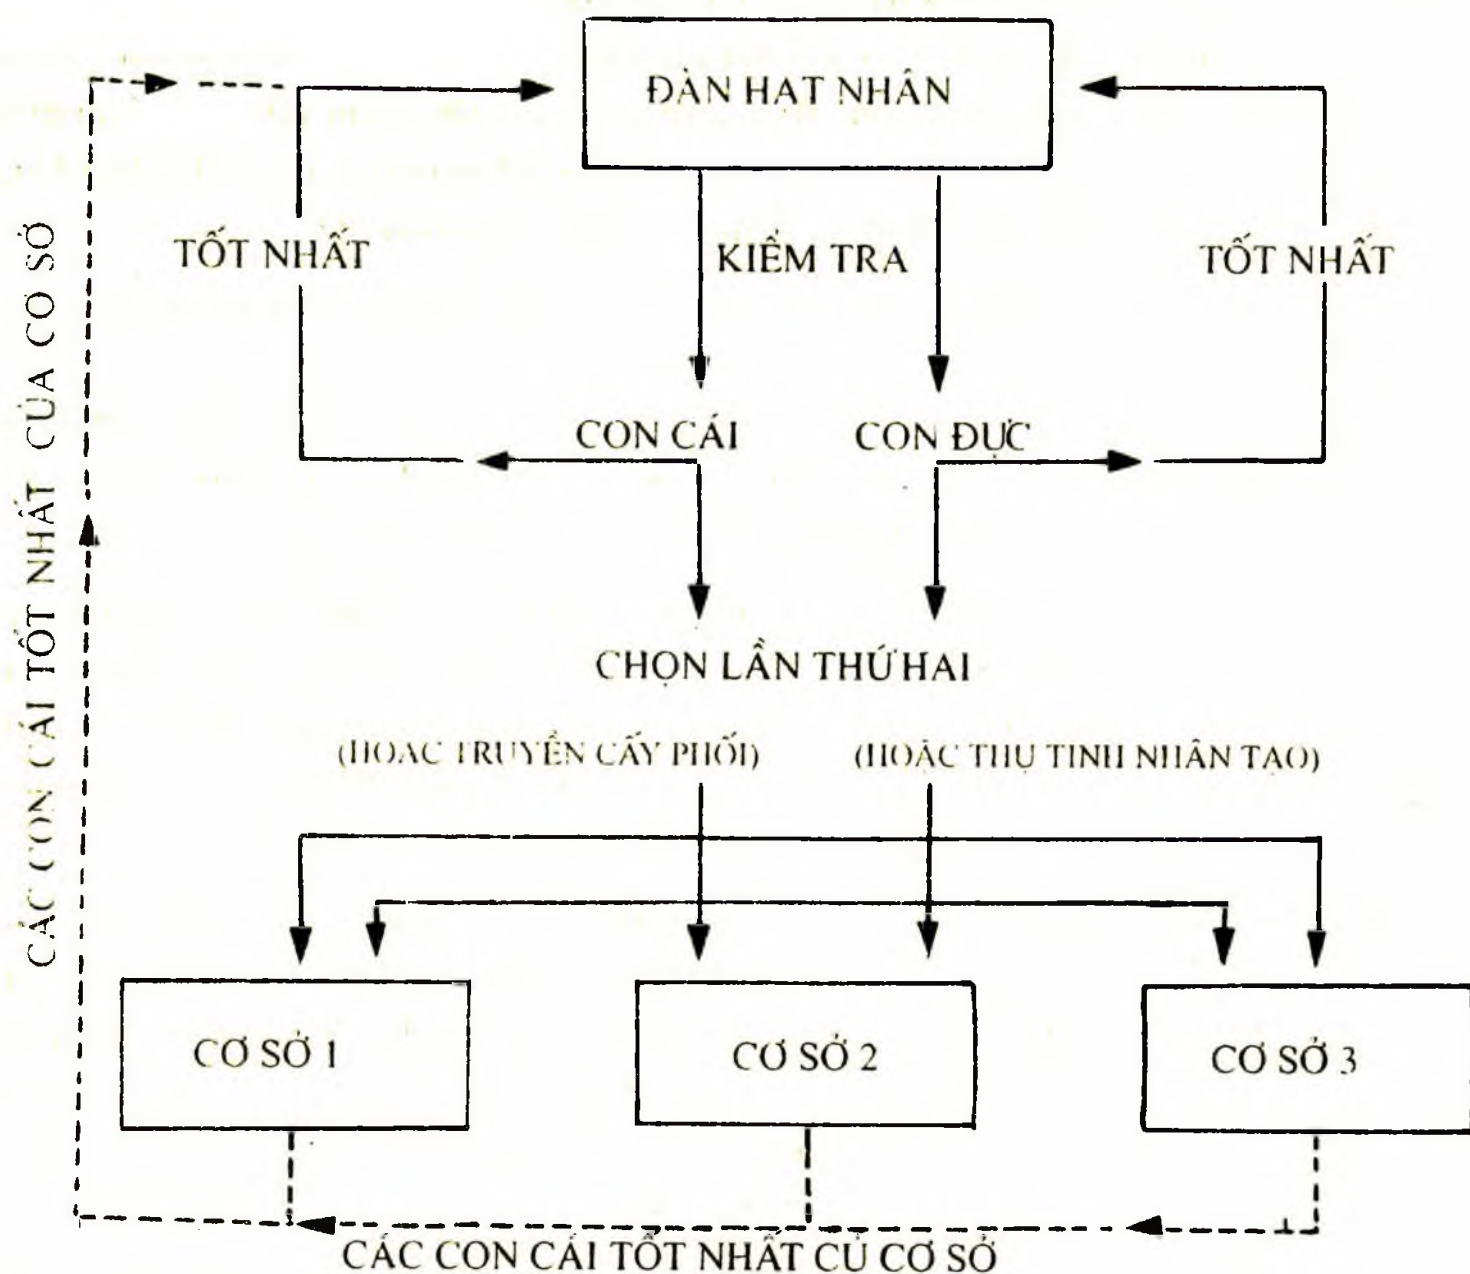 ĐÀN HẠT NHÂN
TỐT NHẤT
KIỂM TRA
TỐT NHẤT
CON CÁI
CON ĐỰC
CHỌN LẦN THỨ HAI
(HOẶC TRUYỀN CẤY PHÔI)
(HOẶC THỤ TINH NHÂN TẠO)
CÁC CON CÁI TỐT NHẤT CỦA CƠ SỞ
CƠ SỞ 1
CƠ SỞ 2
CƠ SỞ 3
CÁC CON CÁI TỐT NHẤT CỦ CƠ SỞ